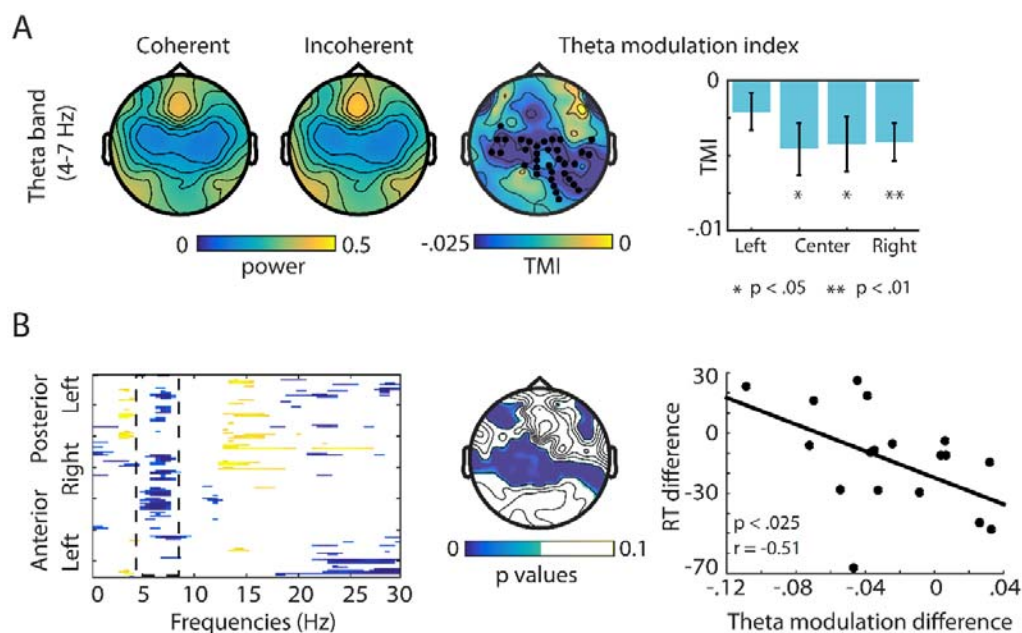 A
Coherent
Incoherent
Theta modulation index
Theta band
(4-7 Hz)
0
0.5
power
-.025
0
TMI
0
TMI
-.01
*
*
**
Left
Center
Right
* p < .05
** p < .01
B
Posterior
Anterior
Left
Right
Left
0
5
10
15
20
25
30
Frequencies (Hz)
0
0.1
p values
30
0
-30
-70
RT difference
p < .025
r = -0.51
-.12
-.08
-.04
0
.04
Theta modulation difference